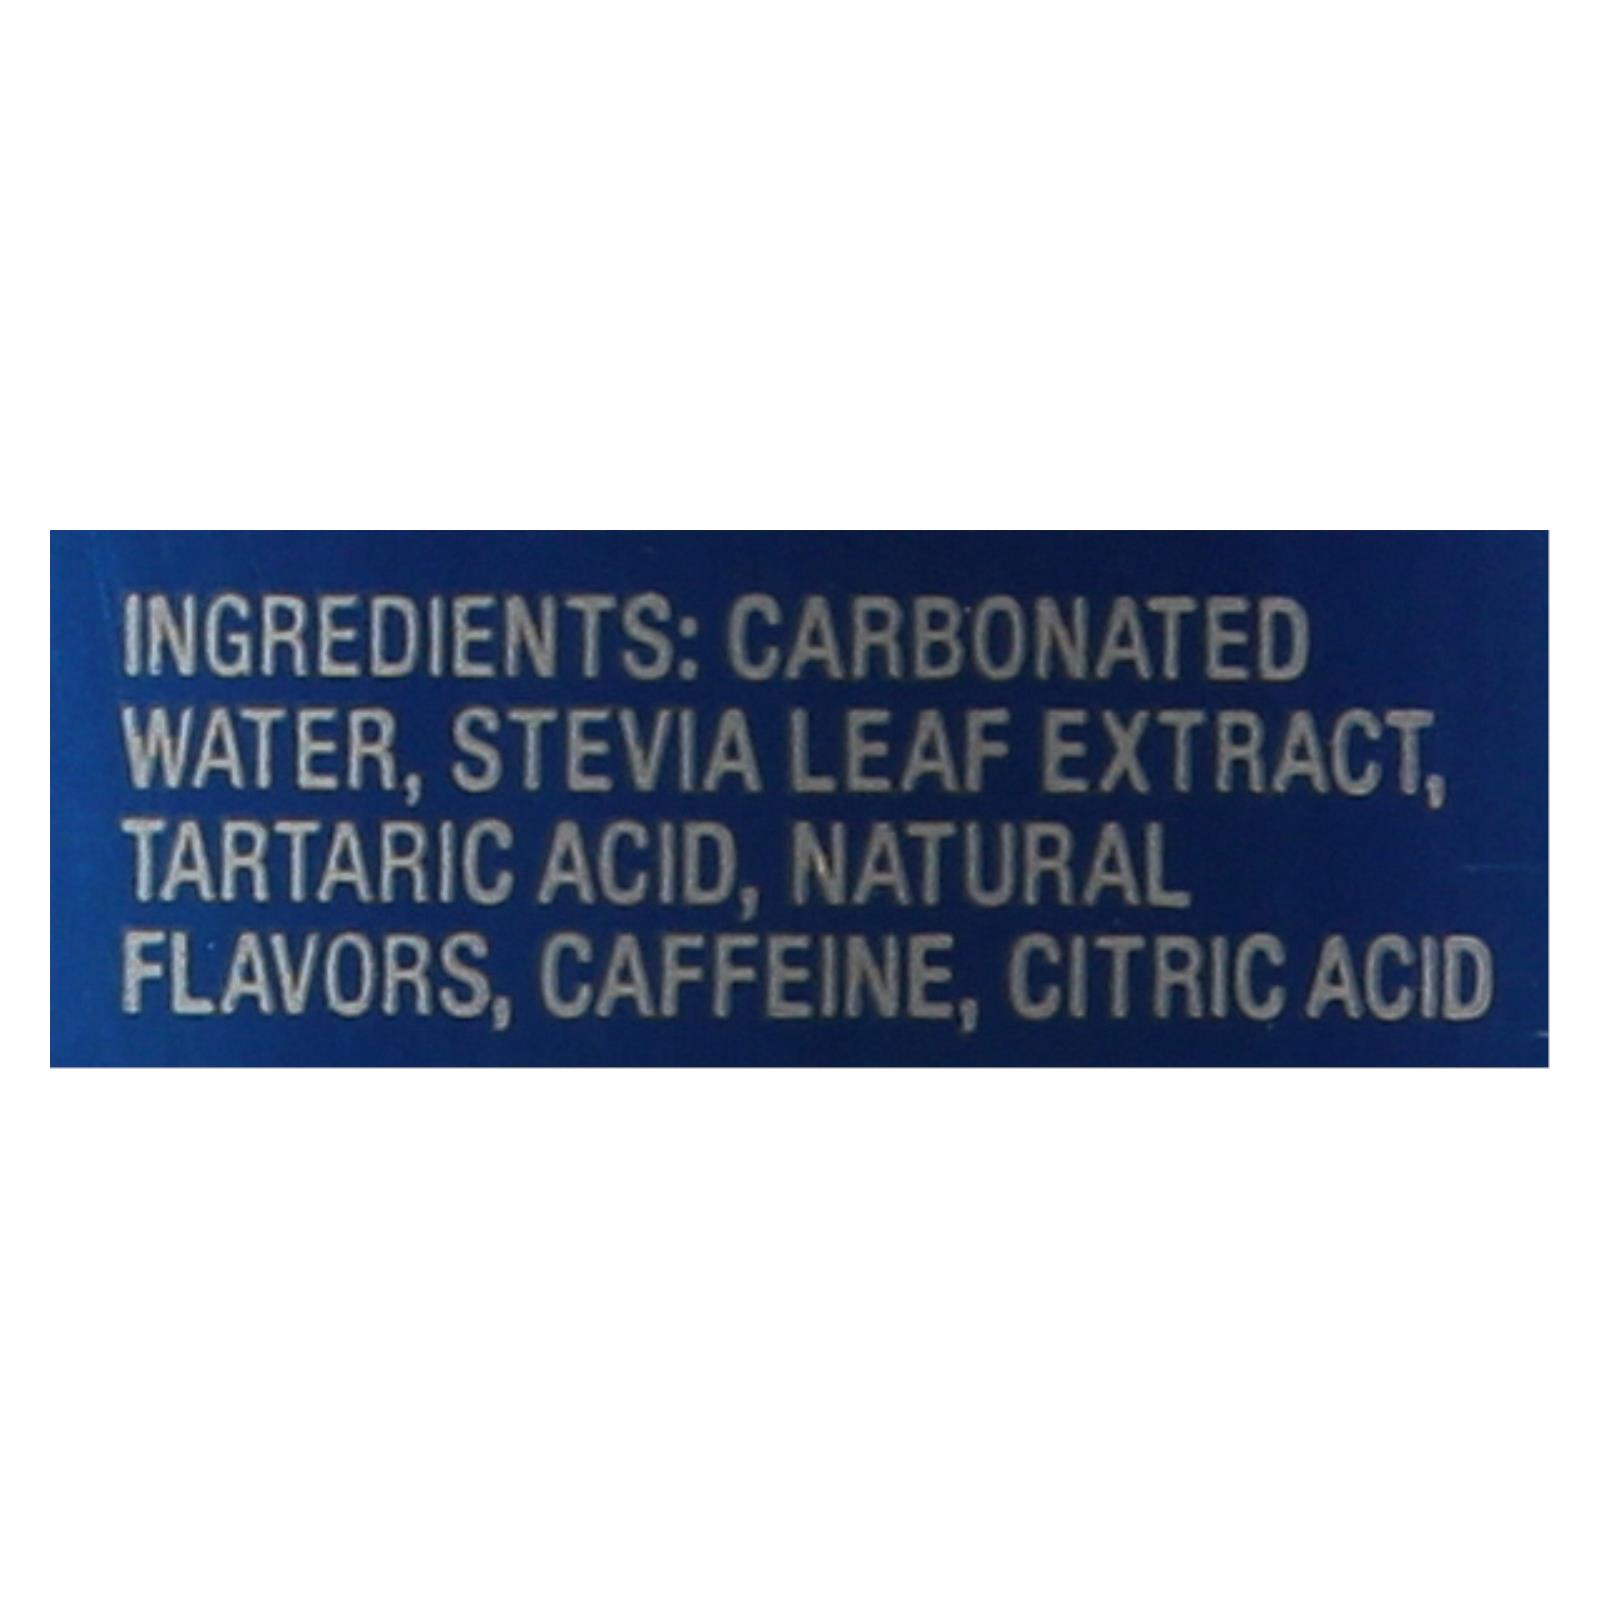 INGREDIENTS: CARBONATED
WATER, STEVIA LEAF EXTRACT,
TARTARIC ACID, NATURAL
FLAVORS, CAFFEINE, CITRIC ACID